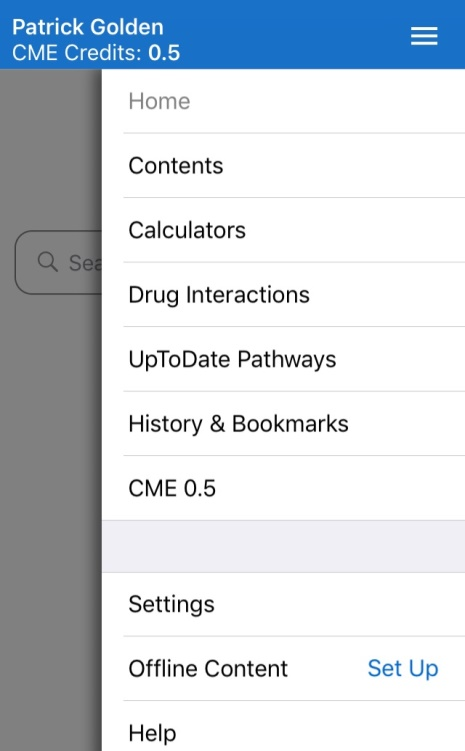 Patrick Golden
CME Credits: 0.5
Home
Contents
Calculators
Sea
Drug Interactions
UpToDate Pathways
History & Bookmarks
CME 0.5
Settings
Offline Content Set Up
Help